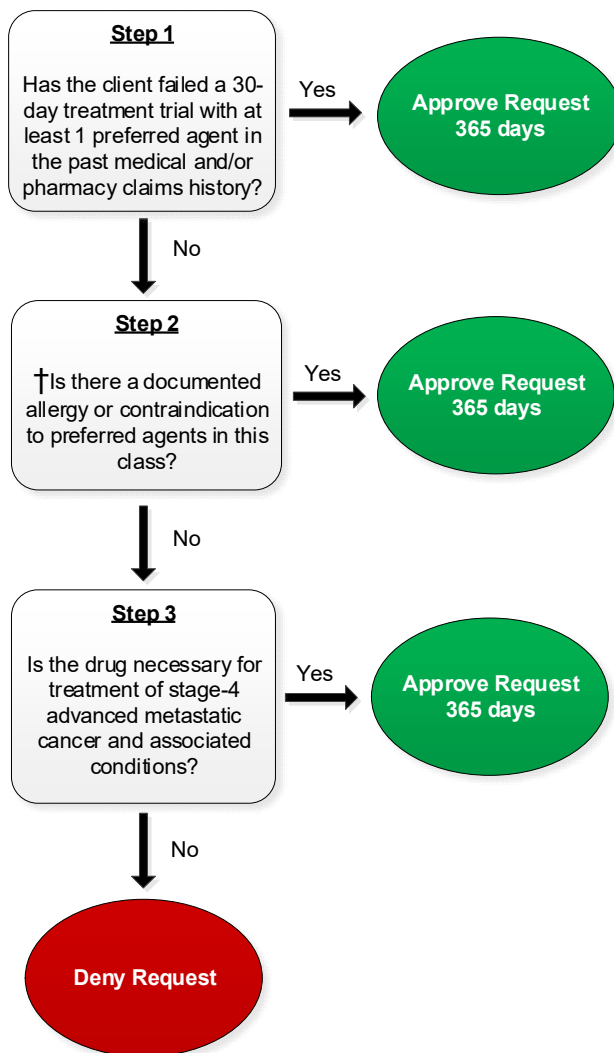 Step 1
Has the client failed a 30-
day treatment trial with at
least 1 preferred agent in
the past medical and/or
pharmacy claims history?
Yes
Approve Request
365 days
No
Step 2
†Is there a documented
allergy or contraindication
to preferred agents in this
class?
Yes
Approve Request
365 days
No
Step 3
Is the drug necessary for
treatment of stage-4
advanced metastatic
cancer and associated
conditions?
Yes
Approve Request
365 days
No
Deny Request